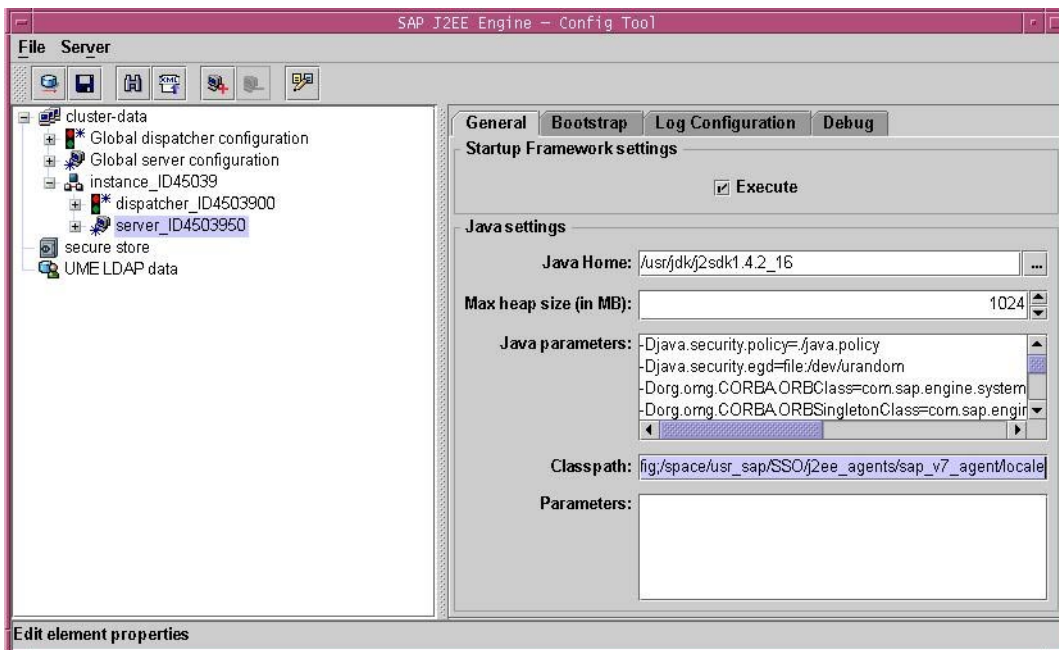 SAP J2EE Engine – Config Tool
File Server
cluster-data
Global dispatcher configuration
Global server configuration
instance_ID45039
dispatcher_ID4503900
server_ID4503950
secure store
UME LDAP data
General Bootstrap Log Configuration Debug
Startup Framework settings
Execute
Java settings
Java Home: /usr/jdk/j2sdk1.4.2_16 ...
Max heap size (in MB): 1024
Java parameters: -Djava.security.policy=./java.policy
-Djava.security.egd=file:/dev/urandom
-Dorg.omg.CORBA.ORBClass=com.sap.engine.system
-Dorg.omg.CORBA.ORBSingletonClass=com.sap.engin
Classpath: fig;/space/usr_sap/SSO/j2ee_agents/sap_v7_agent/locale
Parameters:
Edit element properties